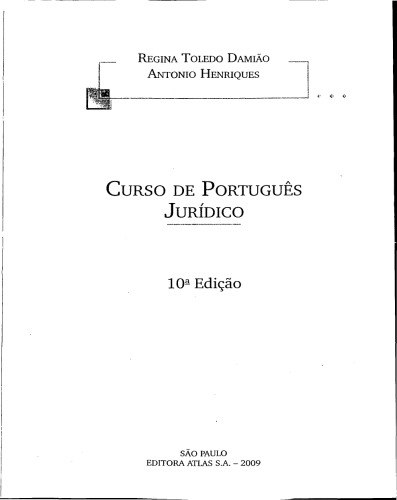 REGINA TOLEDO DAMIÃO
ANTONIO HENRIQUES
CURSO DE PORTUGUÊS
JURÍDICO
10ª Edição
SÃO PAULO
EDITORA ATLAS S.A. – 2009